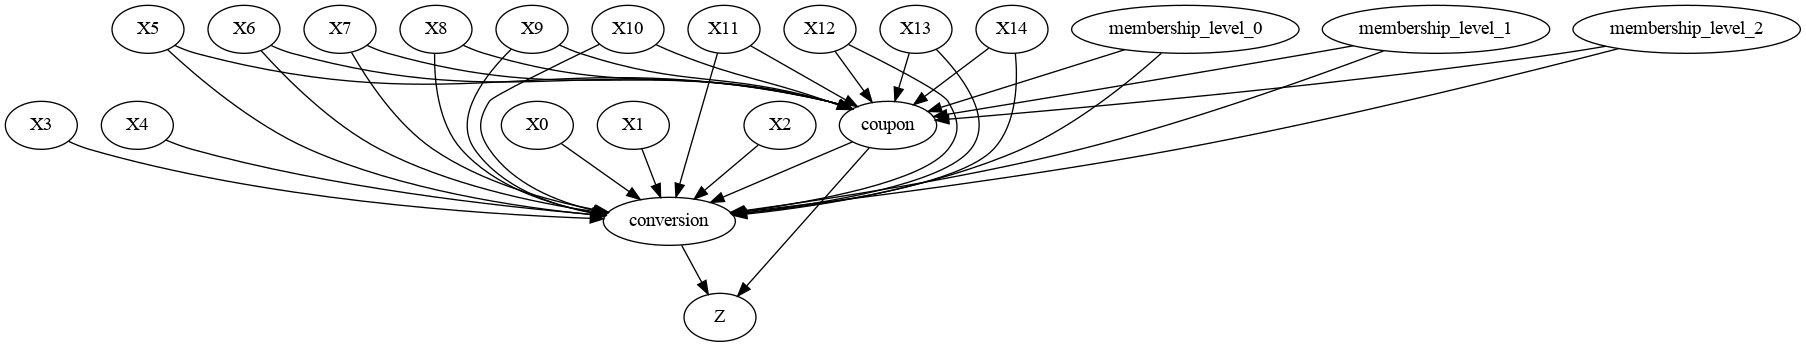 X5 X6 X7 X8 X9 X10 X11 X12 X13 X14 membership_level_0 membership_level_1 membership_level_2
X3 X4 X0 X1 X2 coupon
conversion
Z